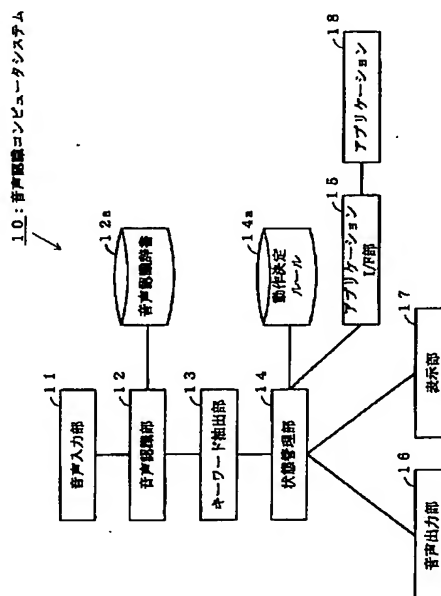 10：音声認識コンピュータシステム
11
音声入力部
12
音声認識部
12a
音声認識辞書
13
キーワード抽出部
14
状態管理部
14a
動作決定
ルール
15
アプリケーション
I/F部
18
アプリケーション
16
音声出力部
17
表示部